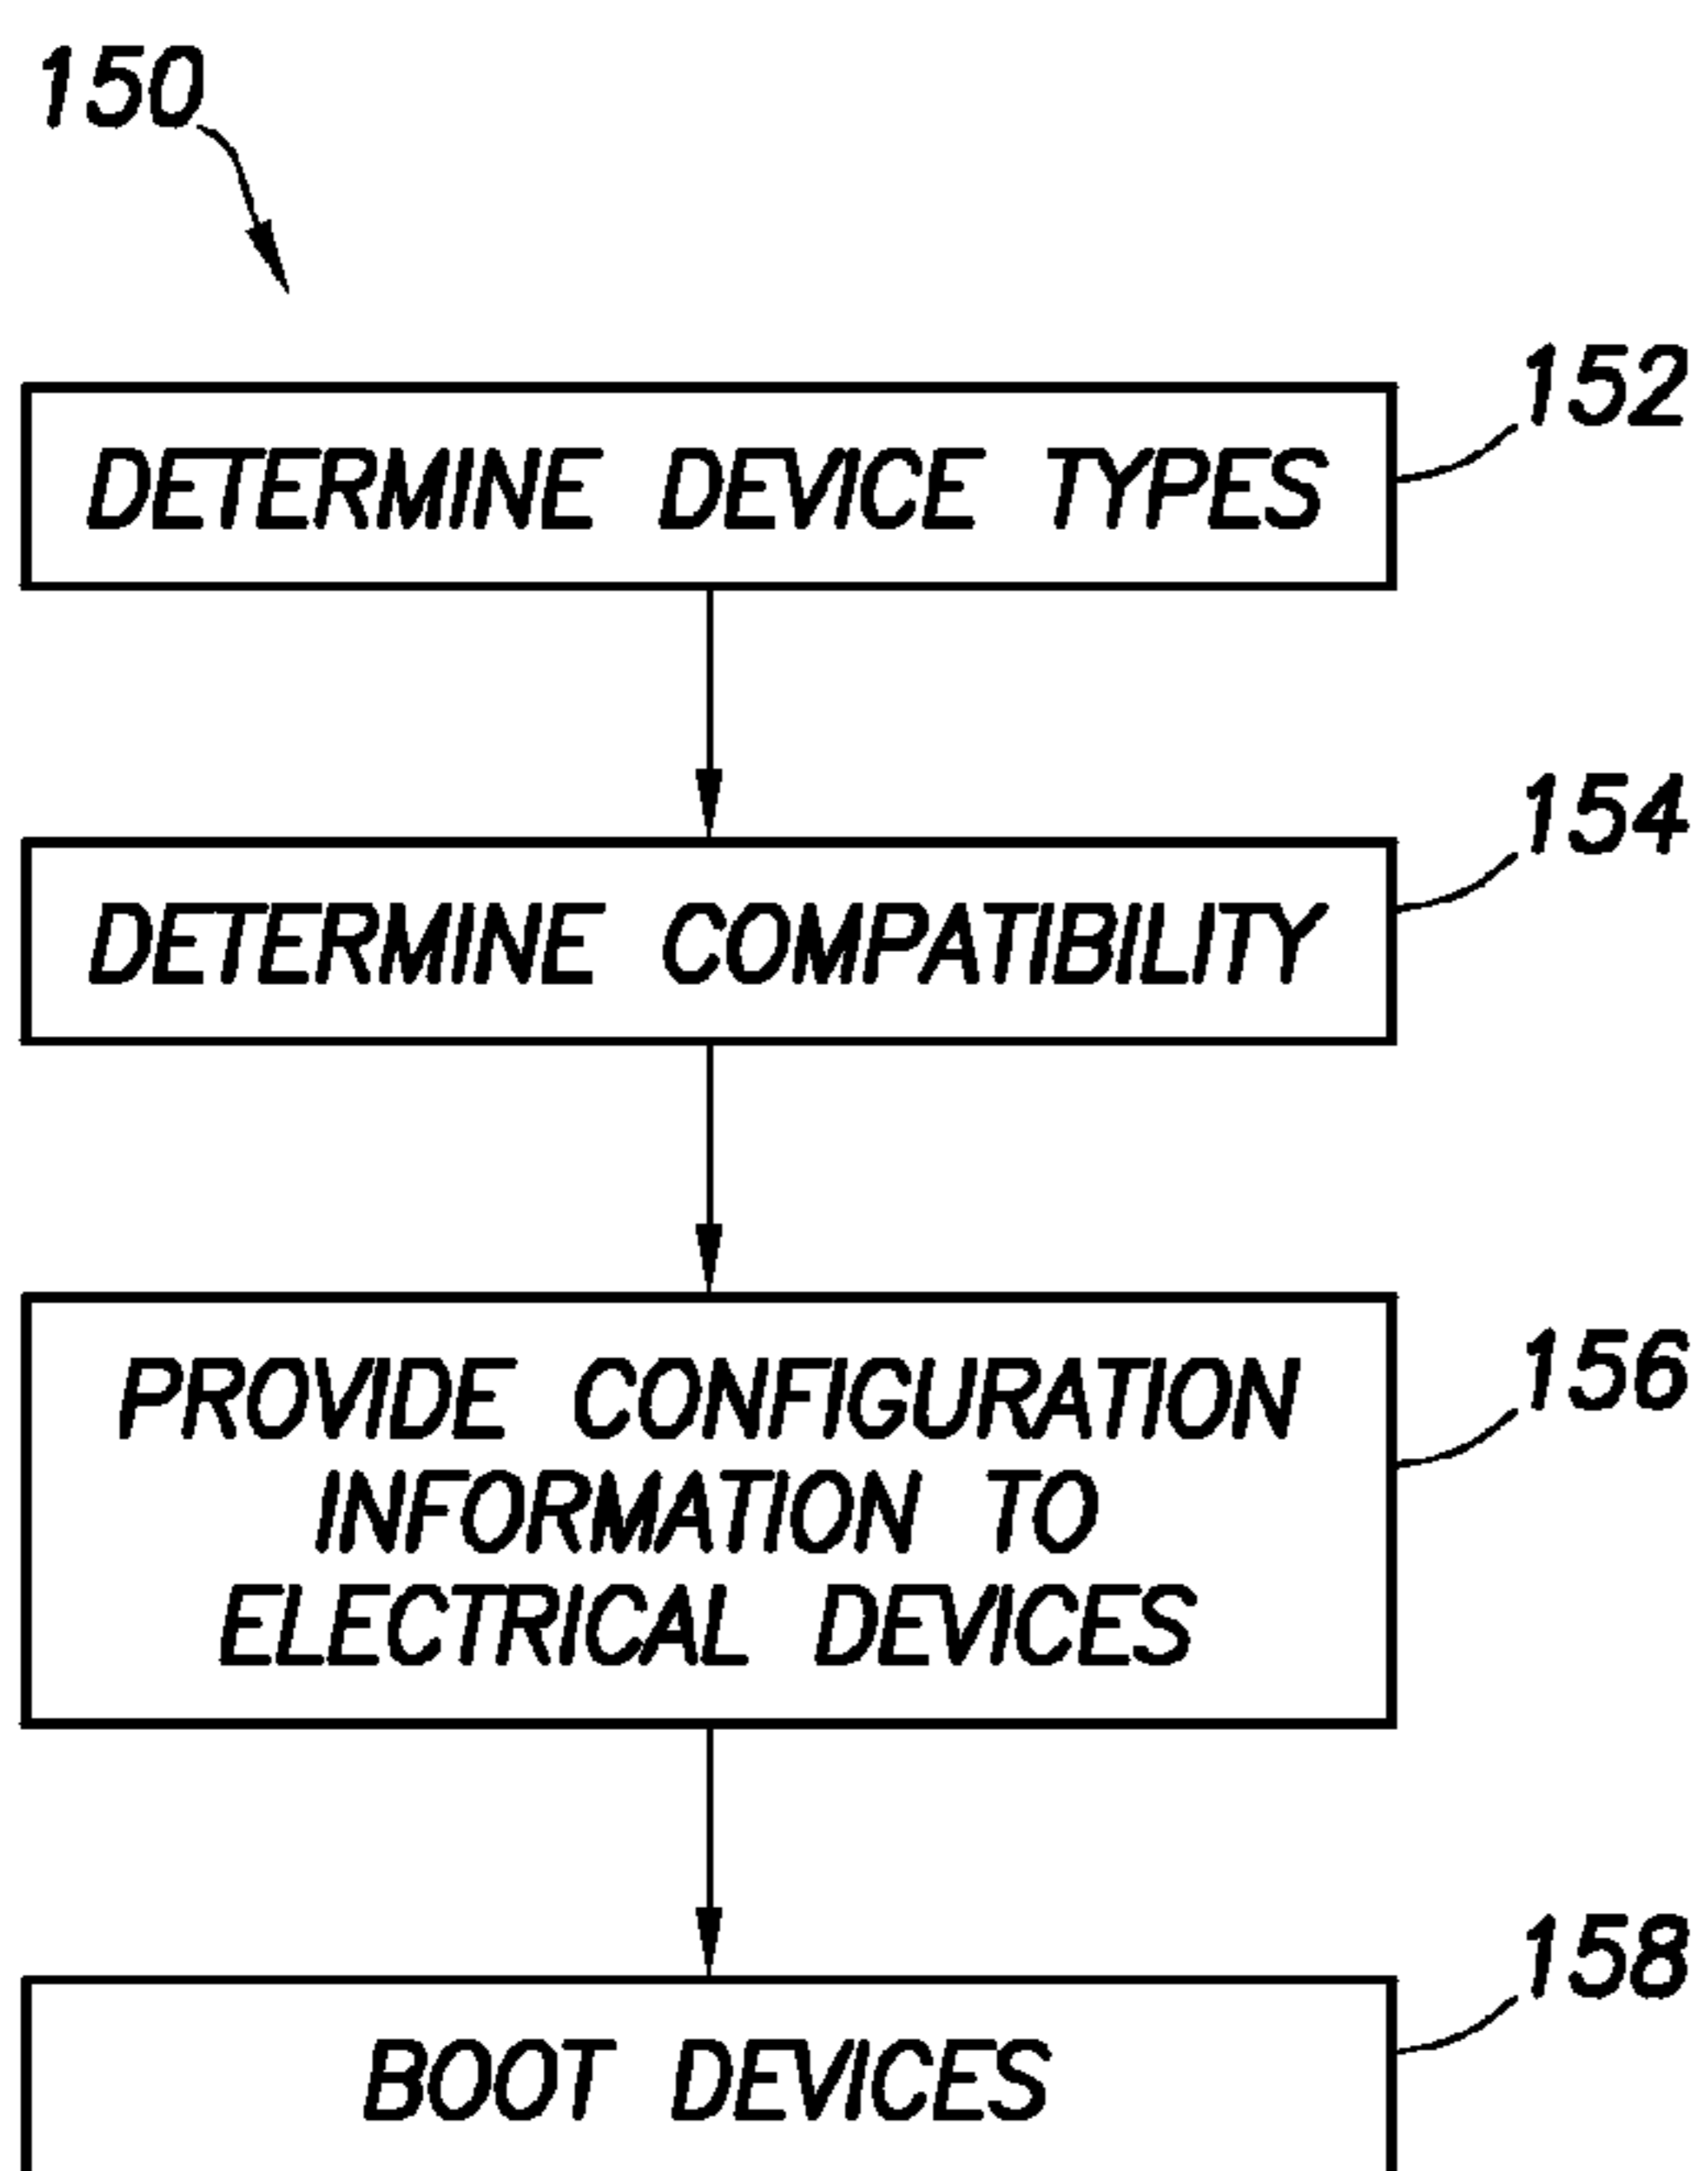 150
152
DETERMINE DEVICE TYPES
154
DETERMINE COMPATIBILITY
156
PROVIDE CONFIGURATION
INFORMATION TO
ELECTRICAL DEVICES
158
BOOT DEVICES